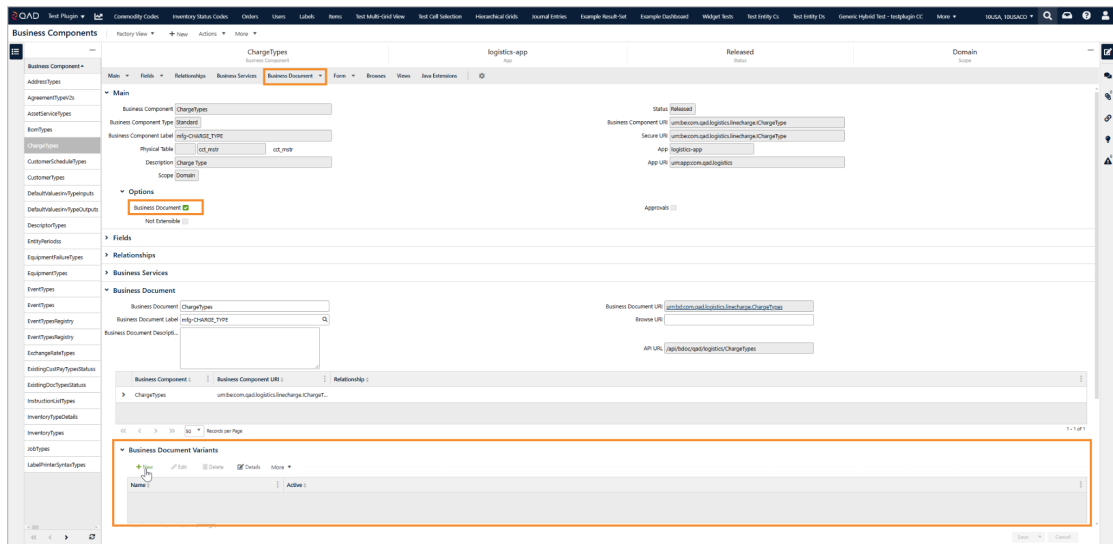 QAD Test Plugin Commodity Codes Inventory Status Codes Orders Users Labels Items Test Multi-Grid View Test Cell Selection Hierarchical Grids Journal Entries Example Result-Set Example Dashboard Widget Tests Test Entity Cs Test Entity Ds Generic Hybrid Test - testplugin CC More 10USA, 10USACO
Business Components Factory View + New Actions More
ChargeTypes logistics-app Released Domain
Business Component App Status Scope
Main Fields Relationships Business Services Business Document Form Browses Views Java Extensions
Business Component
AddressTypes
AgreementTypeV2s
AssetServiceTypes
BomTypes
ChargeTypes
CustomerScheduleTypes
CustomerTypes
DefaultValuesInvTypeInputs
DefaultValuesInvTypeOutputs
DescriptorTypes
EntityPeriodss
EquipmentFailureTypes
EquipmentTypes
EventTypes
EventTypes
EventTypesRegistry
EventTypesRegistry
ExchangeRateTypes
ExistingCustPayTypesStatuss
ExistingDocTypesStatuss
InstructionListTypes
InventoryTypeDetails
InventoryTypes
JobTypes
LabelPrinterSyntaxTypes
Main
Business Component ChargeTypes Status Released
Business Component Type Standard Business Component URI urn:be:com.qad.logistics.linecharge.IChargeType
Business Component Label mfg-CHARGE_TYPE Secure URI urn:be:com.qad.logistics.linecharge.IChargeType
Physical Table cct_mstr cct_mstr App logistics-app
Description Charge Type App URI urn:app:com.qad.logistics
Scope Domain
Options
Business Document Approvals
Not Extensible
Fields
Relationships
Business Services
Business Document
Business Document ChargeTypes Business Document URI urn:bd:com.qad.logistics.linecharge.ChargeTypes
Business Document Label mfg-CHARGE_TYPE Browse URI
Business Document Descripti...
API URL /api/bdoc/qad/logistics/ChargeTypes
Business Component Business Component URI Relationship
ChargeTypes urn:be:com.qad.logistics.linecharge.IChargeT...
50 Records per Page 1 - 1 of 1
Business Document Variants
+ New Edit Delete Details More
Name Active
Save Cancel